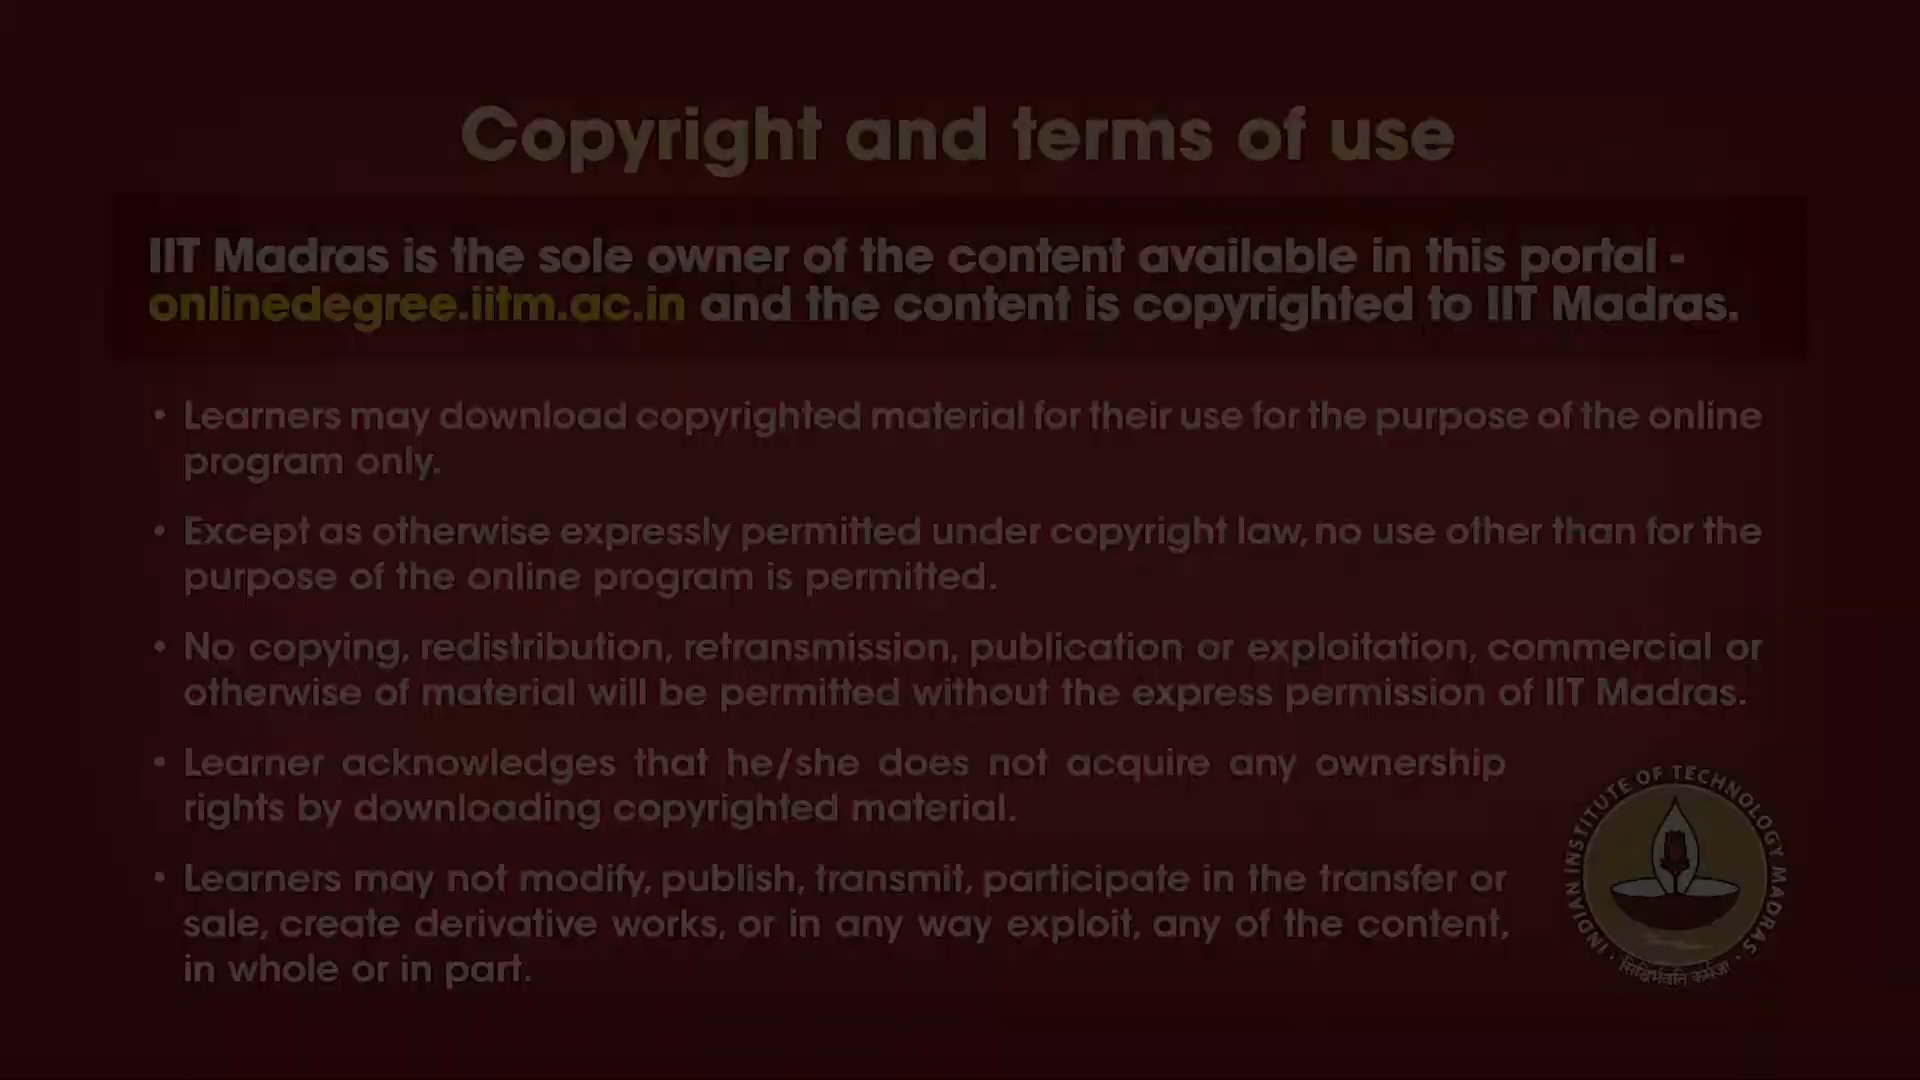 Copyright and terms of use
IIT Madras is the sole owner of the content available in this portal -
onlinedegree.iitm.ac.in and the content is copyrighted to IIT Madras.
• Learners may download copyrighted material for their use for the purpose of the online
program only.
• Except as otherwise expressly permitted under copyright law, no use other than for the
purpose of the online program is permitted.
• No copying, redistribution, retransmission, publication or exploitation, commercial or
otherwise of material will be permitted without the express permission of IIT Madras.
• Learner acknowledges that he/she does not acquire any ownership
rights by downloading copyrighted material.
• Learners may not modify, publish, transmit, participate in the transfer or
sale, create derivative works, or in any way exploit, any of the content,
in whole or in part.
INDIAN INSTITUTE OF TECHNOLOGY MADRAS
सिद्धिर्भवति कर्मजा